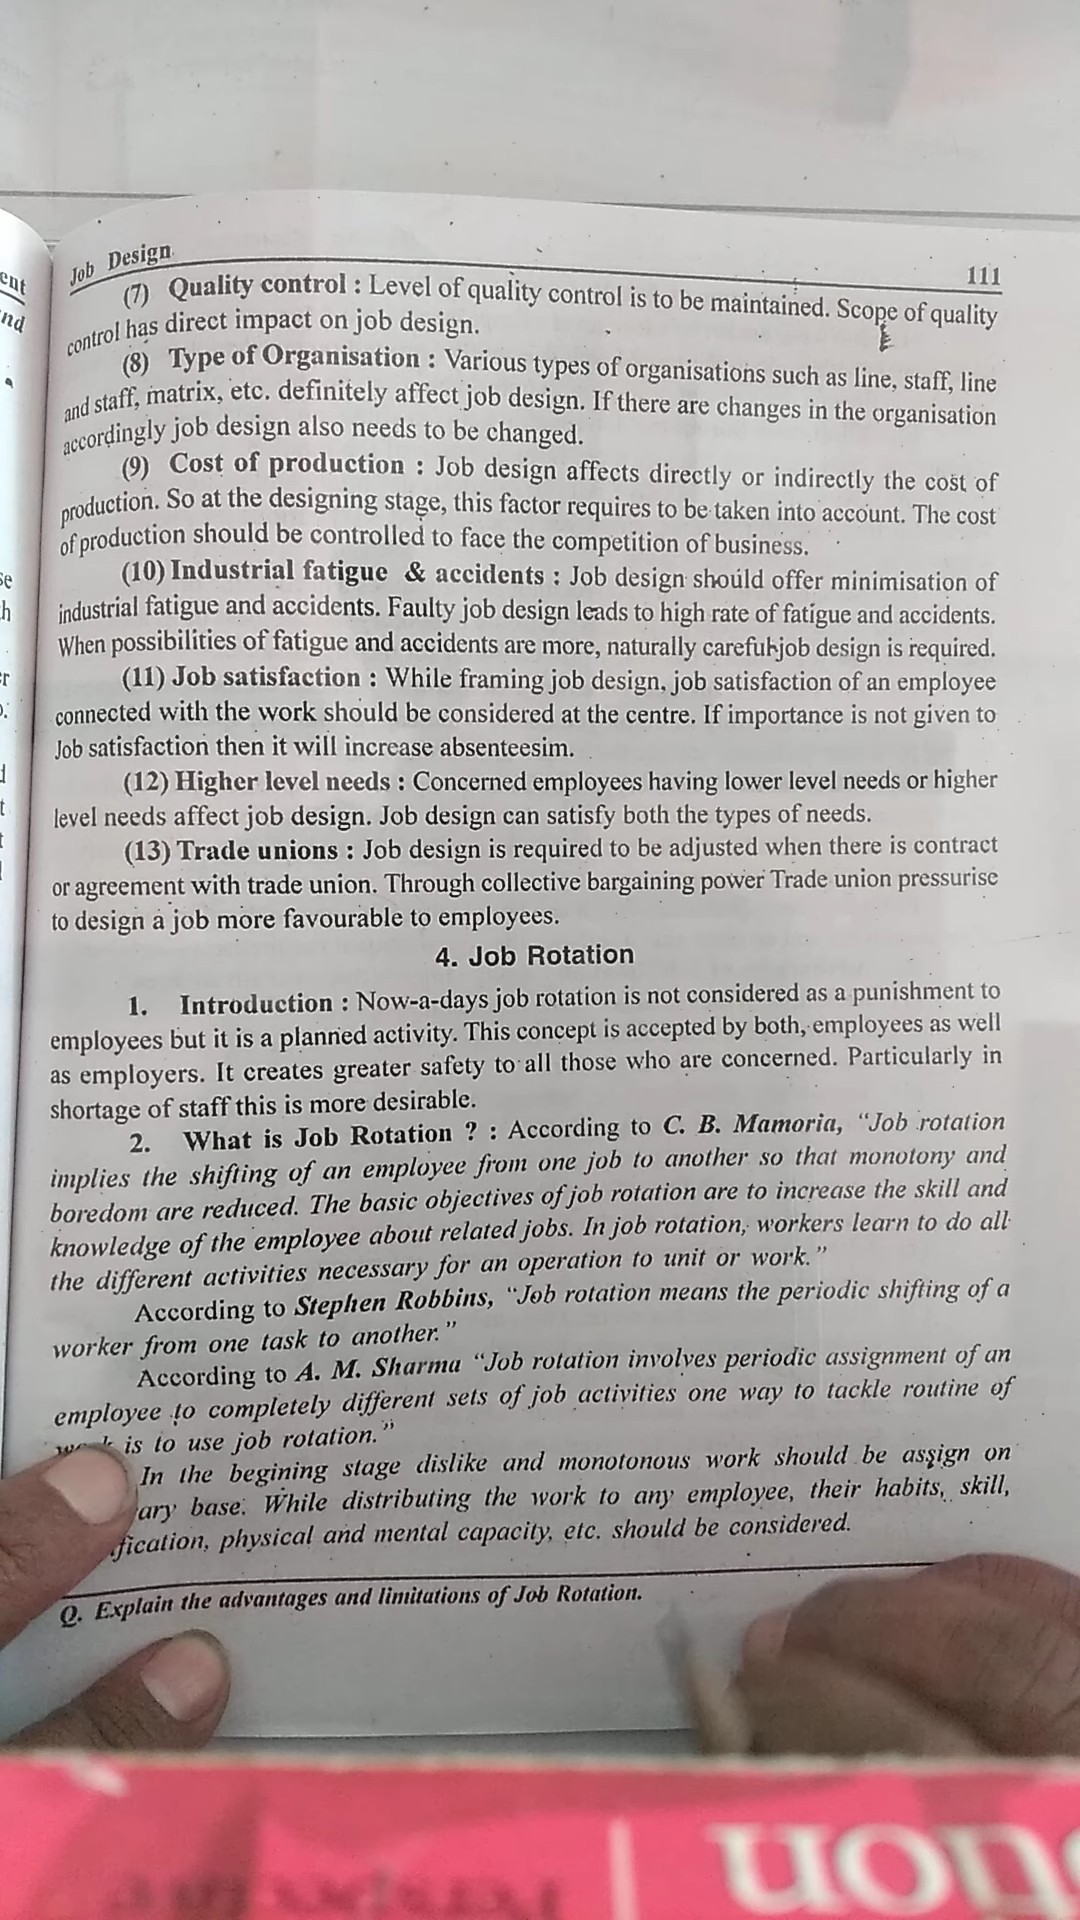 ent
nd
se
h
er
Job Design
111
(7) Quality control : Level of quality control is to be maintained. Scope of quality
control has direct impact on job design.
(8) Type of Organisation : Various types of organisations such as line, staff, line
and staff, matrix, etc. definitely affect job design. If there are changes in the organisation
accordingly job design also needs to be changed.
(9) Cost of production : Job design affects directly or indirectly the cost of
production. So at the designing stage, this factor requires to be taken into account. The cost
of production should be controlled to face the competition of business.
(10) Industrial fatigue & accidents : Job design should offer minimisation of
industrial fatigue and accidents. Faulty job design leads to high rate of fatigue and accidents.
When possibilities of fatigue and accidents are more, naturally careful job design is required.
(11) Job satisfaction : While framing job design, job satisfaction of an employee
connected with the work should be considered at the centre. If importance is not given to
Job satisfaction then it will increase absenteesim.
(12) Higher level needs : Concerned employees having lower level needs or higher
level needs affect job design. Job design can satisfy both the types of needs.
(13) Trade unions : Job design is required to be adjusted when there is contract
or agreement with trade union. Through collective bargaining power Trade union pressurise
to design a job more favourable to employees.
4. Job Rotation
1. Introduction : Now-a-days job rotation is not considered as a punishment to
employees but it is a planned activity. This concept is accepted by both, employees as well
as employers. It creates greater safety to all those who are concerned. Particularly in
shortage of staff this is more desirable.
2. What is Job Rotation ? : According to C. B. Mamoria, “Job rotation
implies the shifting of an employee from one job to another so that monotony and
boredom are reduced. The basic objectives of job rotation are to increase the skill and
knowledge of the employee about related jobs. In job rotation, workers learn to do all
the different activities necessary for an operation to unit or work.”
According to Stephen Robbins, “Job rotation means the periodic shifting of a
worker from one task to another.”
According to A. M. Sharma “Job rotation involves periodic assignment of an
employee to completely different sets of job activities one way to tackle routine of
is to use job rotation.”
In the begining stage dislike and monotonous work should be assign on
ary base. While distributing the work to any employee, their habits, skill,
fication, physical and mental capacity, etc. should be considered.
Q. Explain the advantages and limitations of Job Rotation.
tion